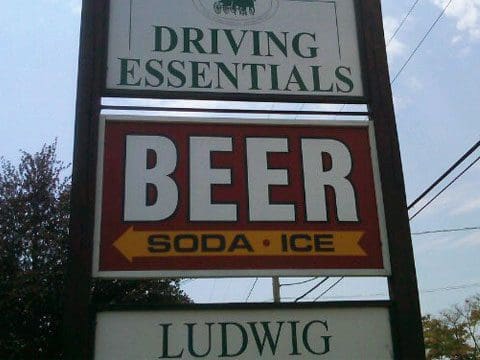 DRIVING
ESSENTIALS
BEER
SODA · ICE
LUDWIG